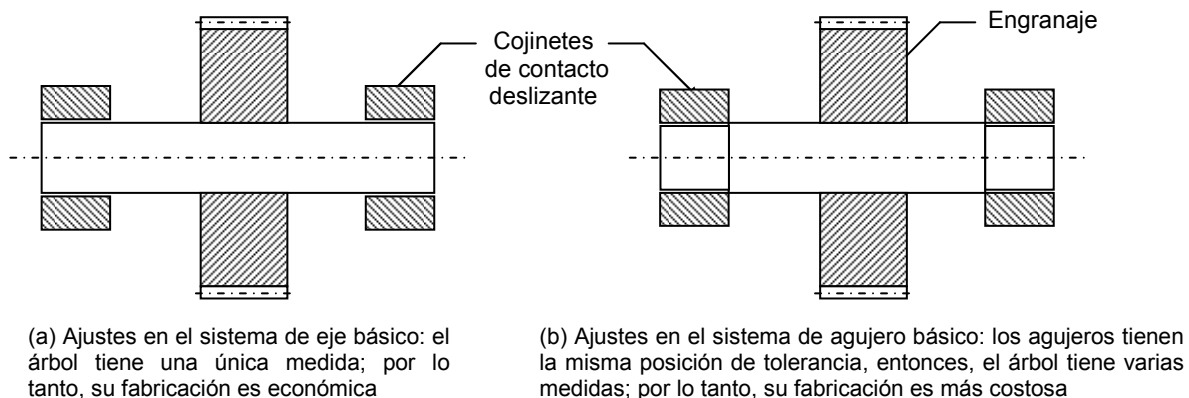 Cojinetes
de contacto
deslizante
Engranaje
(a) Ajustes en el sistema de eje básico: el
árbol tiene una única medida; por lo
tanto, su fabricación es económica
(b) Ajustes en el sistema de agujero básico: los agujeros tienen
la misma posición de tolerancia, entonces, el árbol tiene varias
medidas; por lo tanto, su fabricación es más costosa